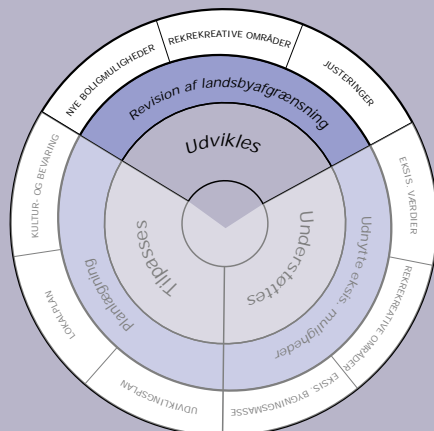 NYE BOLIGMULIGHEDER
REKREKREATIVE OMRÅDER
JUSTERINGER
Revision af landsbyafgrænsning
Udvikles
KULTUR- OG BEVARING
LOKALPLAN
UDVIKLINGSPLAN
Planlægning
Tilpasses
Understøttes
Udnytte eksis. muligheder
EKSIS. VÆRDIER
REKREKREATIVE OMRÅDER
EKSIS. BYGNINGSMASSE